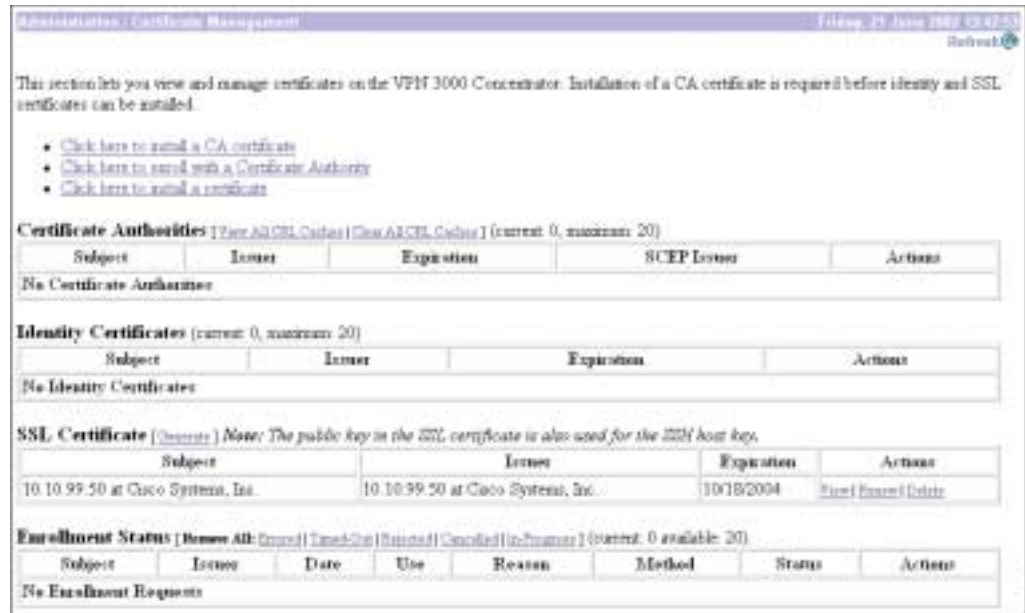 Administration | Certificate Management
Friday, 21 June 2002 13:42:53
Refresh
This section lets you view and manage certificates on the VPN 3000 Concentrator. Installation of a CA certificate is required before identity and SSL
certificates can be installed.
• Click here to install a CA certificate
• Click here to enroll with a Certificate Authority
• Click here to install a certificate
Certificate Authorities [ View All CRL Caches | Clear All CRL Caches ] (current: 0, maximum: 20)
Subject Issuer Expiration SCEP Issuer Actions
No Certificate Authorities
Identity Certificates (current: 0, maximum: 20)
Subject Issuer Expiration Actions
No Identity Certificates
SSL Certificate [ Generate ] Note: The public key in the SSL certificate is also used for the SSH host key.
Subject Issuer Expiration Actions
10.10.99.50 at Cisco Systems, Inc. 10.10.99.50 at Cisco Systems, Inc. 10/18/2004 View | Renew | Delete
Enrollment Status [ Remove All: Errored | Timed-Out | Rejected | Cancelled | In-Progress ] (current: 0 available: 20)
Subject Issuer Date Use Reason Method Status Actions
No Enrollment Requests